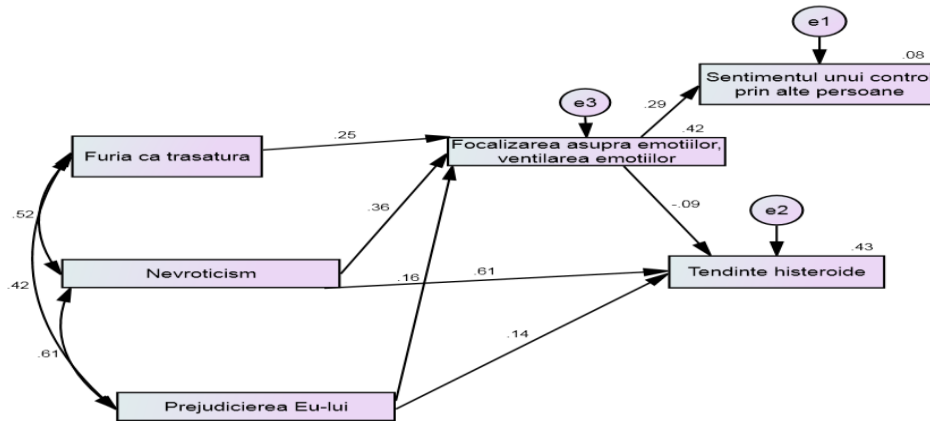 e1
.08
Sentimentul unui contro
prin alte persoane
e3
.29
.42
.25
Furia ca trasatura
Focalizarea asupra emotiilor,
ventilarea emotiilor
.52
.36
-.09
e2
.43
Nevroticism
.16
.61
Tendinte histeroide
.42
.14
.61
Prejudicierea Eu-lui